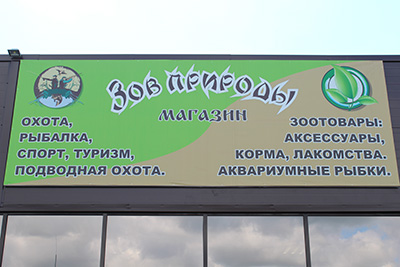 Зов природы
магазин
ОХОТА,
РЫБАЛКА,
СПОРТ, ТУРИЗМ,
ПОДВОДНАЯ ОХОТА.
ЗООТОВАРЫ:
АКСЕССУАРЫ,
КОРМА, ЛАКОМСТВА.
АКВАРИУМНЫЕ РЫБКИ.